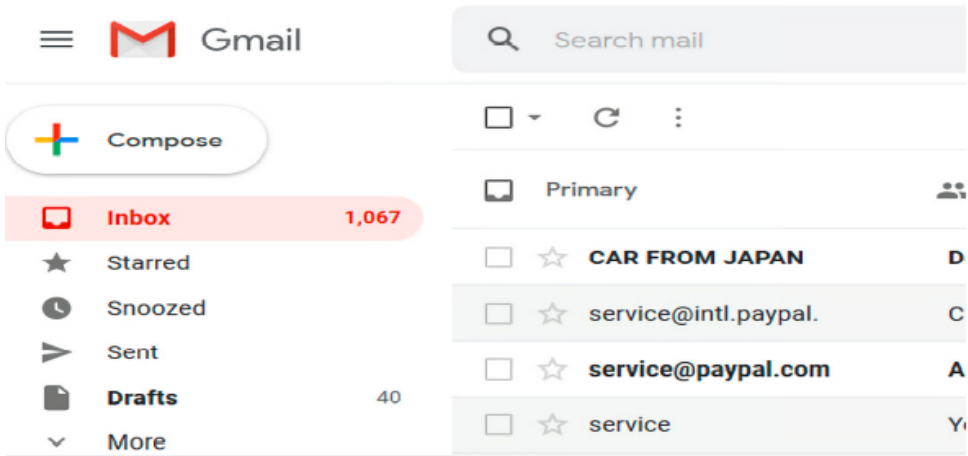 Gmail
Search mail
Compose
Primary
Inbox 1,067
Starred
Snoozed
Sent
Drafts 40
More
CAR FROM JAPAN D
service@intl.paypal. C
service@paypal.com A
service Y